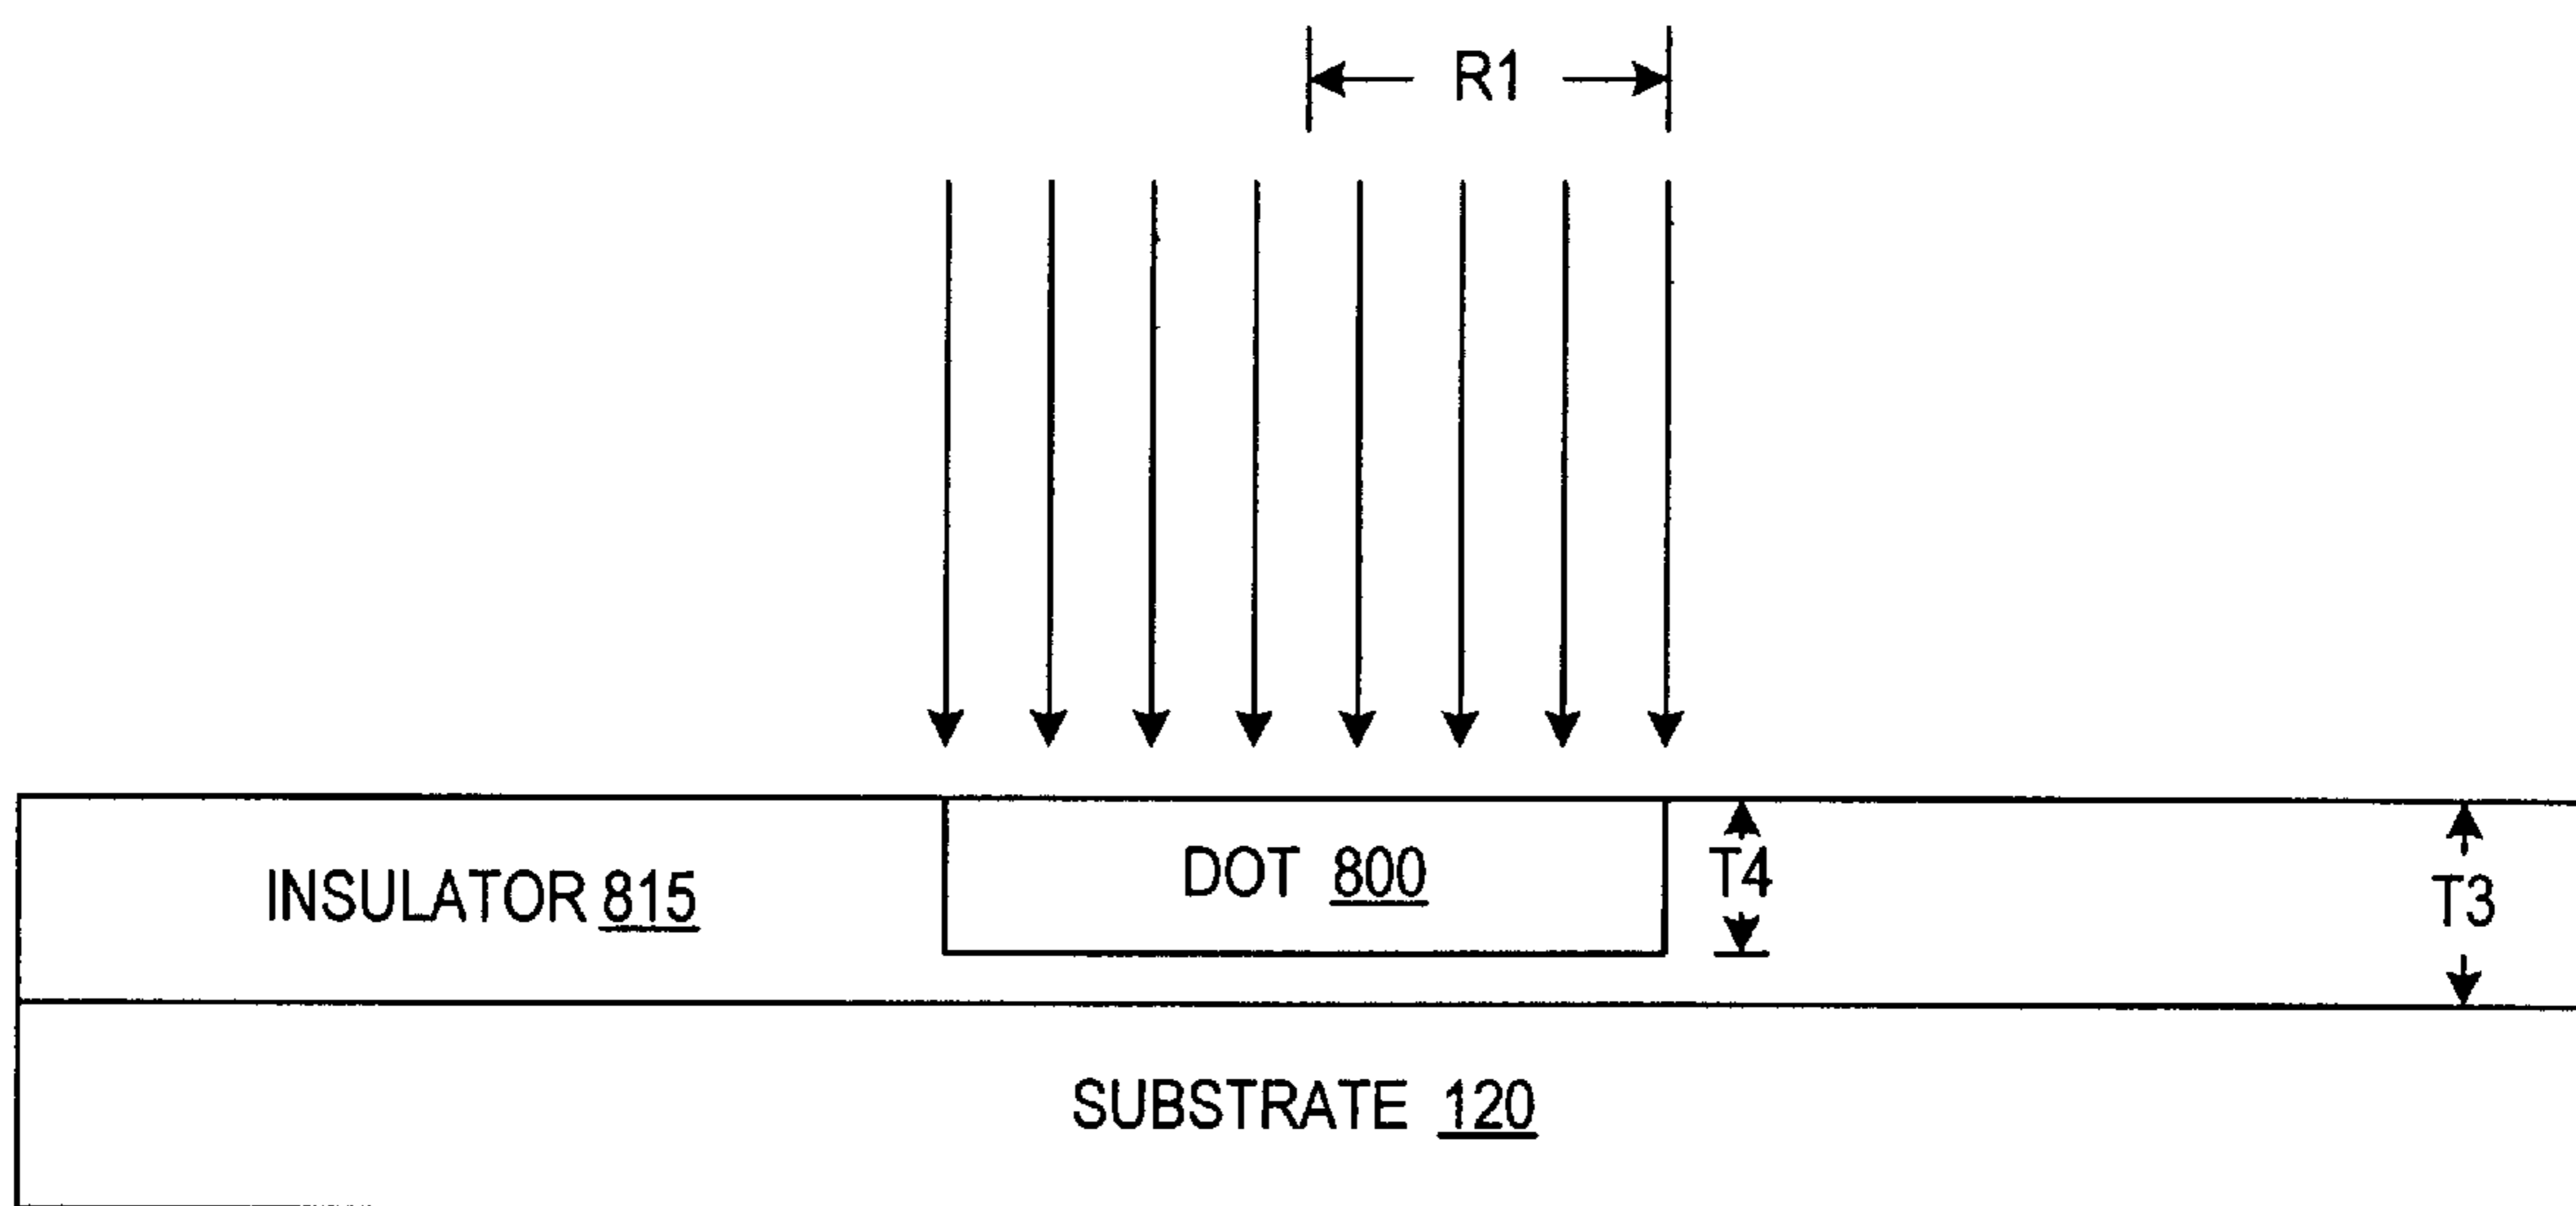 R1
DOT 800
T4
INSULATOR 815
T3
SUBSTRATE 120